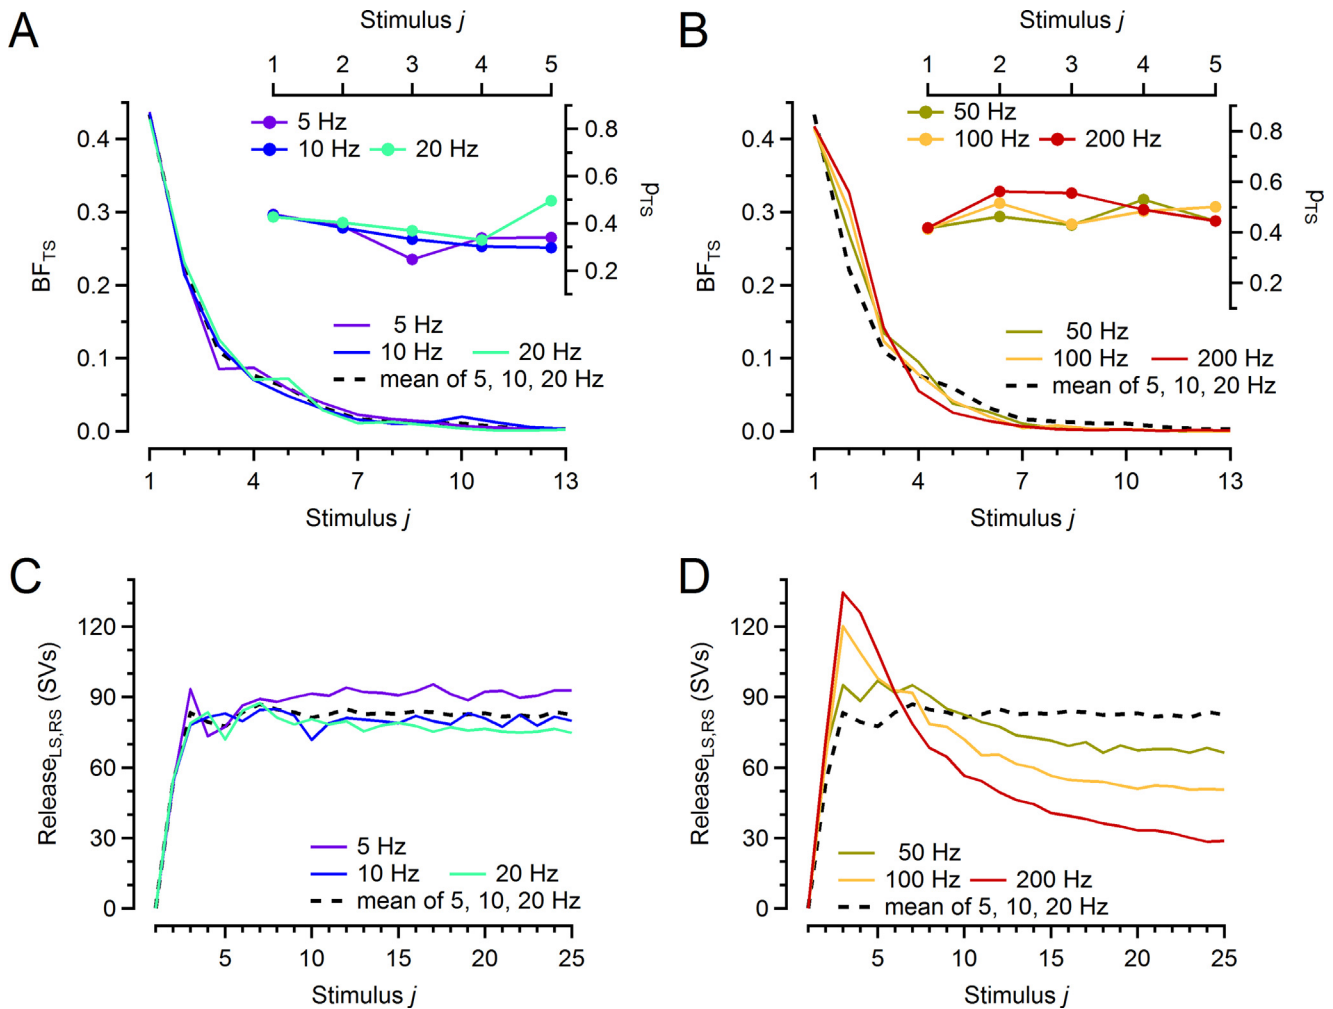 A
Stimulus j
1 2 3 4 5
5 Hz
10 Hz 20 Hz
0.4
0.3
0.2
0.1
0.0
BF_TS
0.8
0.6
0.4
0.2
p_TS
5 Hz
10 Hz 20 Hz
mean of 5, 10, 20 Hz
1 4 7 10 13
Stimulus j
B
Stimulus j
1 2 3 4 5
50 Hz
100 Hz 200 Hz
0.4
0.3
0.2
0.1
0.0
BF_TS
0.8
0.6
0.4
0.2
p_TS
50 Hz
100 Hz 200 Hz
mean of 5, 10, 20 Hz
1 4 7 10 13
Stimulus j
C
120
90
60
30
0
Release_LS,RS (SVs)
5 Hz
10 Hz 20 Hz
mean of 5, 10, 20 Hz
5 10 15 20 25
Stimulus j
D
120
90
60
30
0
Release_LS,RS (SVs)
50 Hz
100 Hz 200 Hz
mean of 5, 10, 20 Hz
5 10 15 20 25
Stimulus j